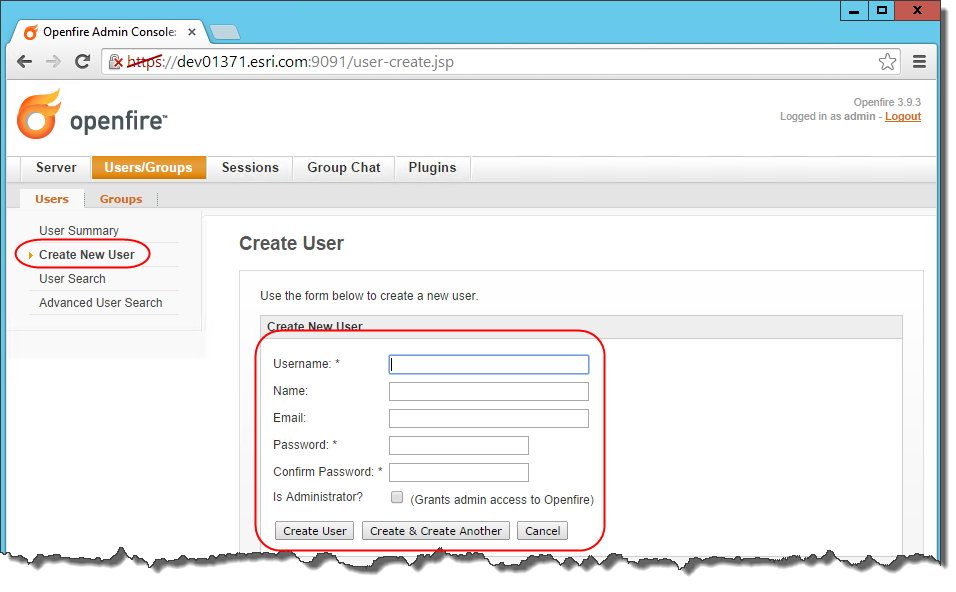 Openfire Admin Console:
https://dev01371.esri.com:9091/user-create.jsp
openfire™
Openfire 3.9.3
Logged in as admin - Logout
Server Users/Groups Sessions Group Chat Plugins
Users Groups
User Summary
Create New User
User Search
Advanced User Search
Create User
Use the form below to create a new user.
Create New User
Username: *
Name:
Email:
Password: *
Confirm Password: *
Is Administrator? (Grants admin access to Openfire)
Create User Create & Create Another Cancel